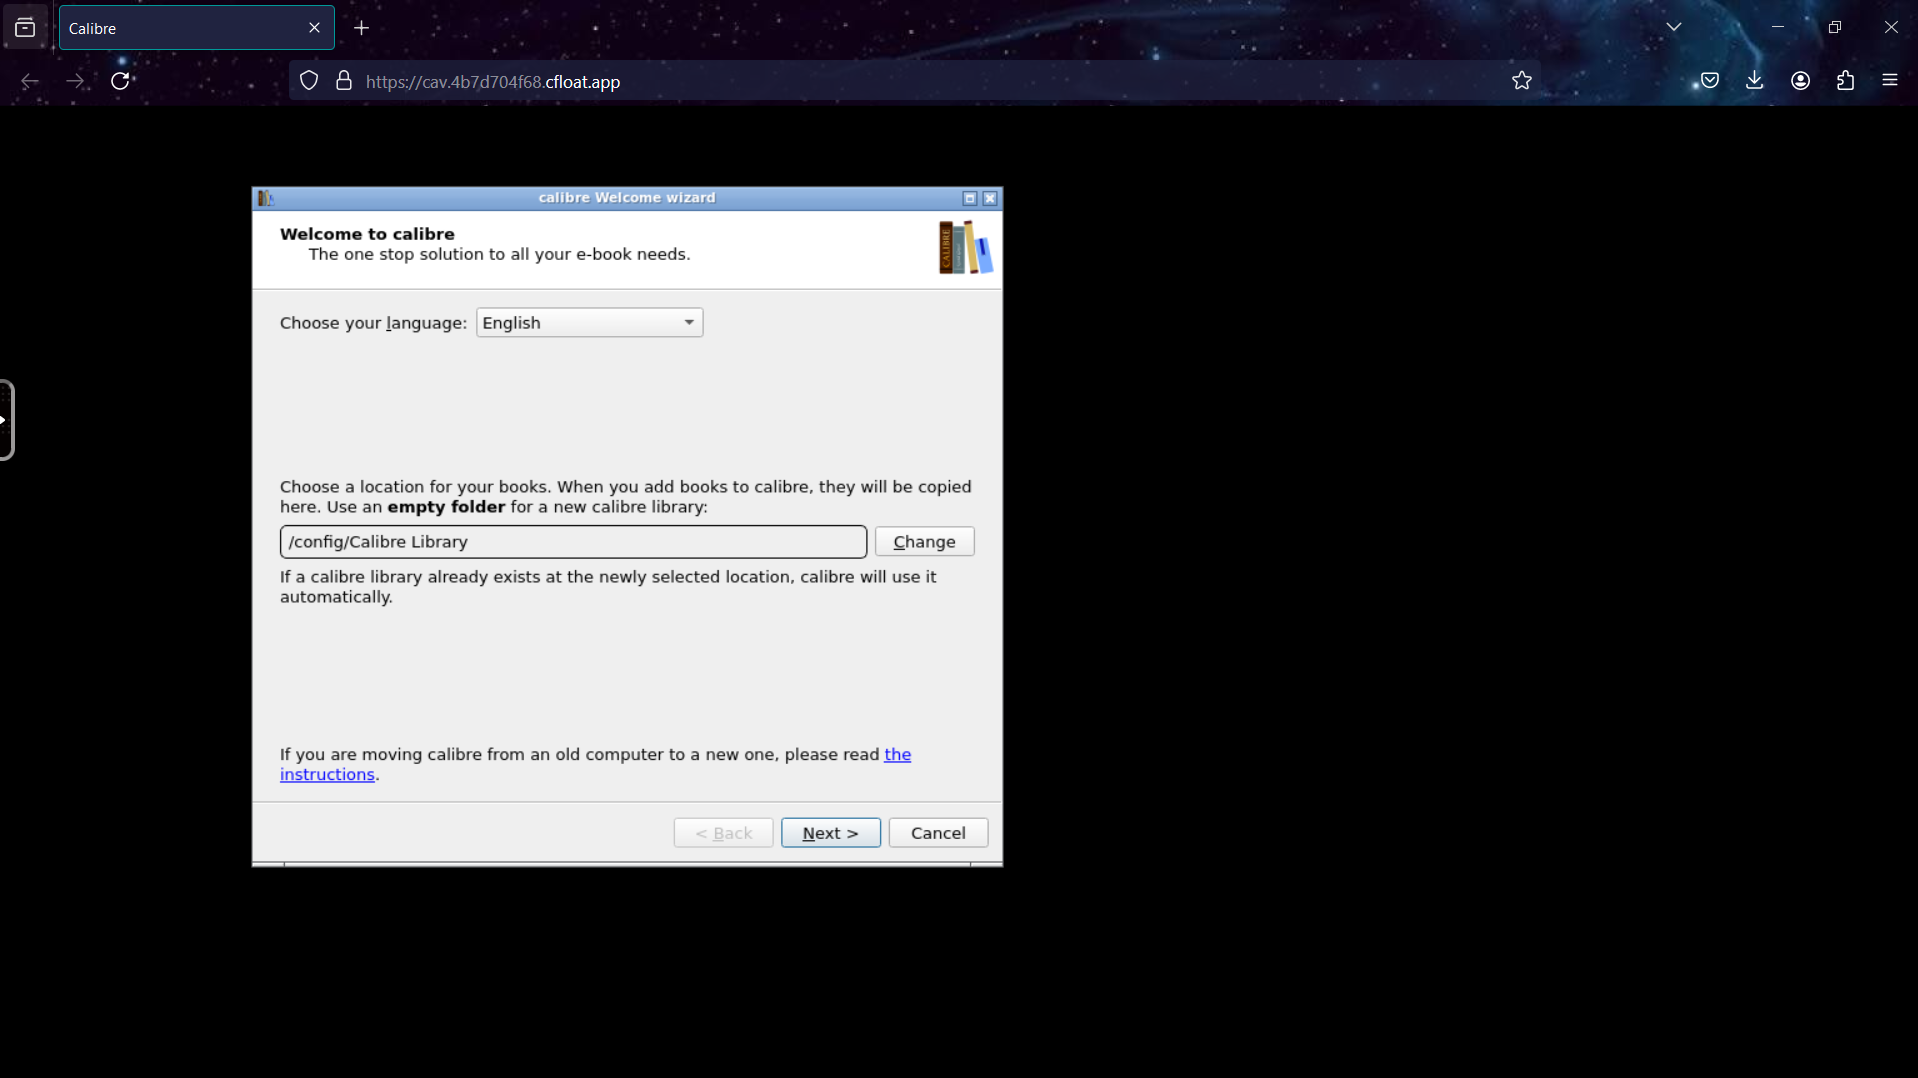 Calibre
https://cav.4b7d704f68.cfloat.app
calibre Welcome wizard
Welcome to calibre
The one stop solution to all your e-book needs.
CALIBRE
Choose your language: English
Choose a location for your books. When you add books to calibre, they will be copied
here. Use an empty folder for a new calibre library:
/config/Calibre Library
Change
If a calibre library already exists at the newly selected location, calibre will use it
automatically.
If you are moving calibre from an old computer to a new one, please read the
instructions.
< Back
Next >
Cancel